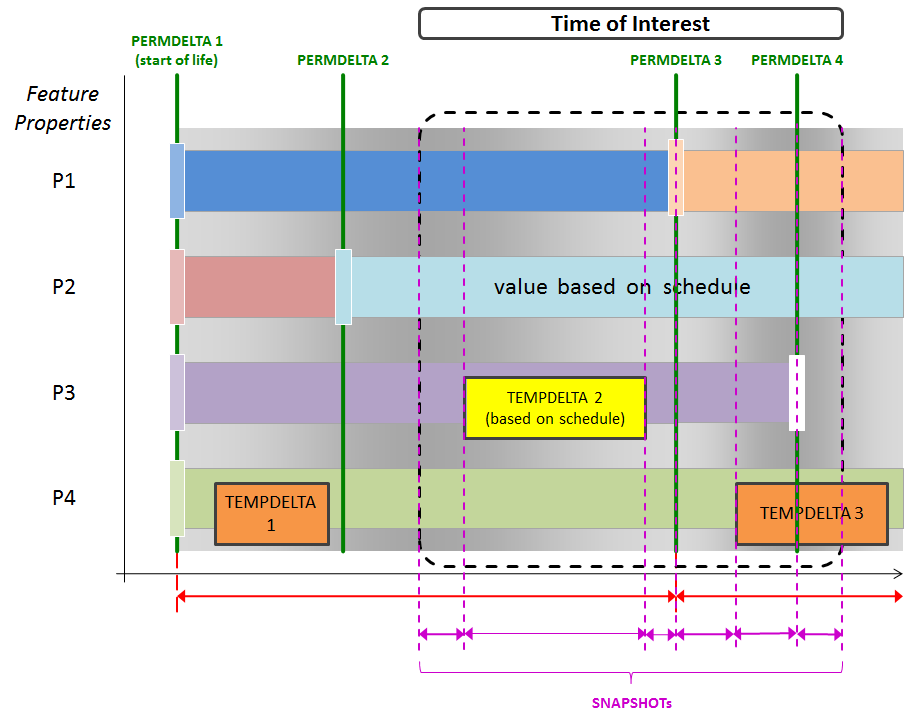 Time of Interest
PERMDELTA 1
(start of life)
PERMDELTA 2
PERMDELTA 3
PERMDELTA 4
Feature
Properties
P1
P2
value based on schedule
P3
TEMPDELTA 2
(based on schedule)
P4
TEMPDELTA
1
TEMPDELTA 3
SNAPSHOTs